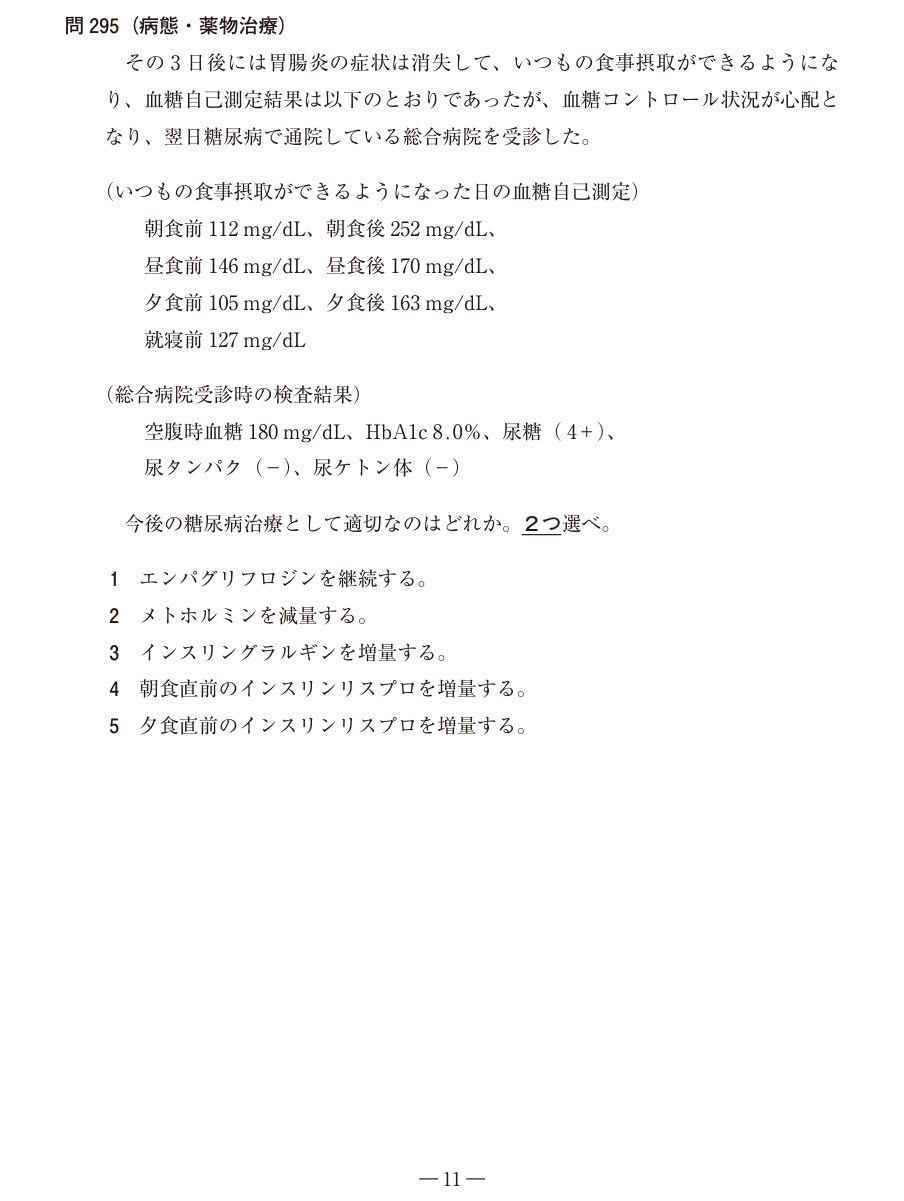 問 295（病態・薬物治療）
その3日後には胃腸炎の症状は消失して、いつもの食事摂取ができるようにな
り、血糖自己測定結果は以下のとおりであったが、血糖コントロール状況が心配と
なり、翌日糖尿病で通院している総合病院を受診した。
（いつもの食事摂取ができるようになった日の血糖自己測定）
朝食前 112 mg/dL、朝食後 252 mg/dL、
昼食前 146 mg/dL、昼食後 170 mg/dL、
夕食前 105 mg/dL、夕食後 163 mg/dL、
就寝前 127 mg/dL
（総合病院受診時の検査結果）
空腹時血糖 180 mg/dL、HbA1c 8.0%、尿糖（4＋）、
尿タンパク（－）、尿ケトン体（－）
今後の糖尿病治療として適切なのはどれか。2つ選べ。
1 エンパグリフロジンを継続する。
2 メトホルミンを減量する。
3 インスリングラルギンを増量する。
4 朝食直前のインスリンリスプロを増量する。
5 夕食直前のインスリンリスプロを増量する。
— 11 —